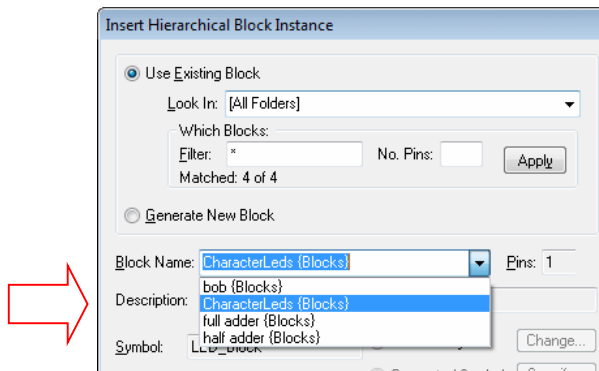 Insert Hierarchical Block Instance
Use Existing Block
Look In: [All Folders]
Which Blocks:
Filter: * No. Pins: Apply
Matched: 4 of 4
Generate New Block
Block Name: CharacterLeds {Blocks} Pins: 1
bob {Blocks}
Description: CharacterLeds {Blocks}
full adder {Blocks}
half adder {Blocks}
Symbol: LED_Block Change...